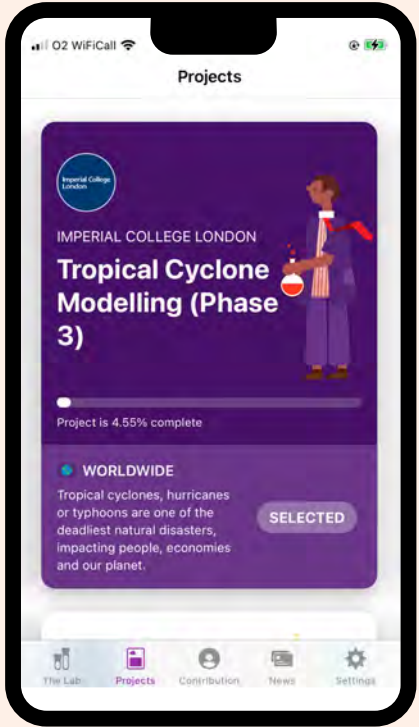 O2 WiFiCall
Projects
Imperial College
London
IMPERIAL COLLEGE LONDON
Tropical Cyclone
Modelling (Phase
3)
Project is 4.55% complete
WORLDWIDE
Tropical cyclones, hurricanes
or typhoons are one of the
deadliest natural disasters,
impacting people, economies
and our planet.
SELECTED
The Lab Projects Contribution News Settings